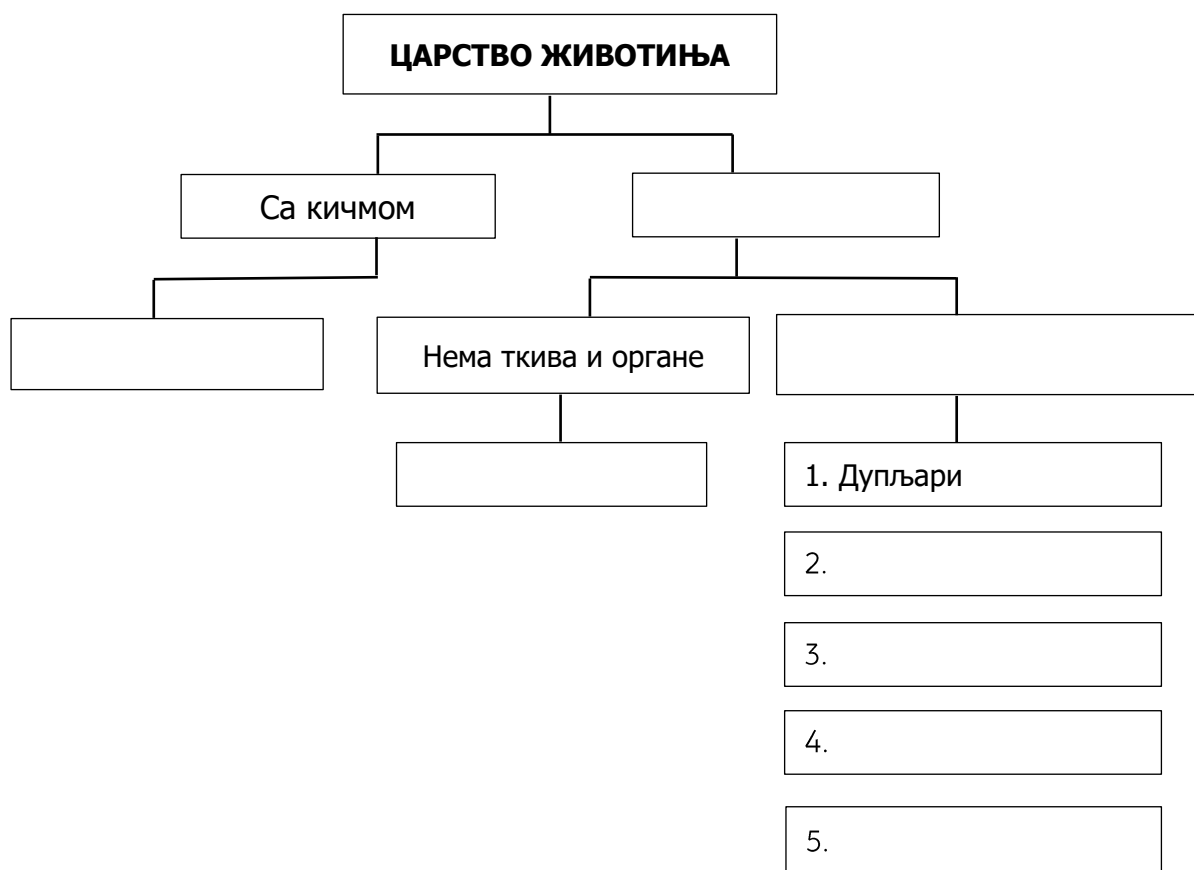 ЦАРСТВО ЖИВОТИЊА
Са кичмом
Нема ткива и органе
1. Дупљари
2.
3.
4.
5.